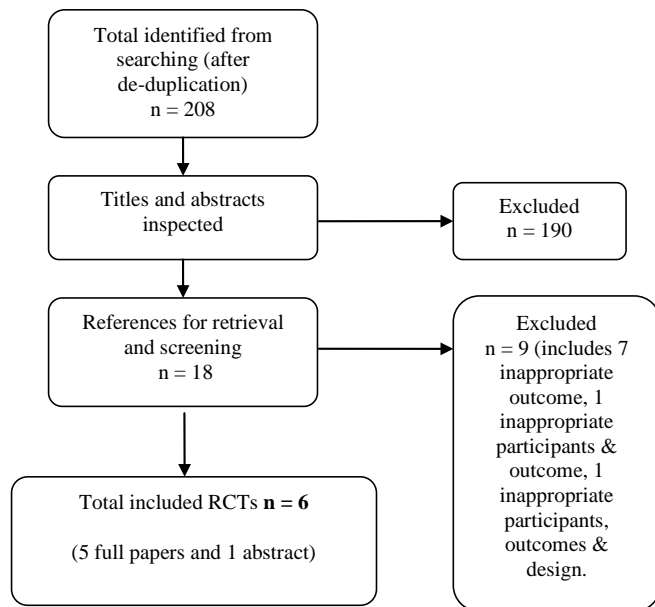 Total identified from
searching (after
de-duplication)
n = 208
Titles and abstracts
inspected
Excluded
n = 190
References for retrieval
and screening
n = 18
Excluded
n = 9 (includes 7
inappropriate
outcome, 1
inappropriate
participants &
outcome, 1
inappropriate
participants,
outcomes &
design.
Total included RCTs n = 6
(5 full papers and 1 abstract)